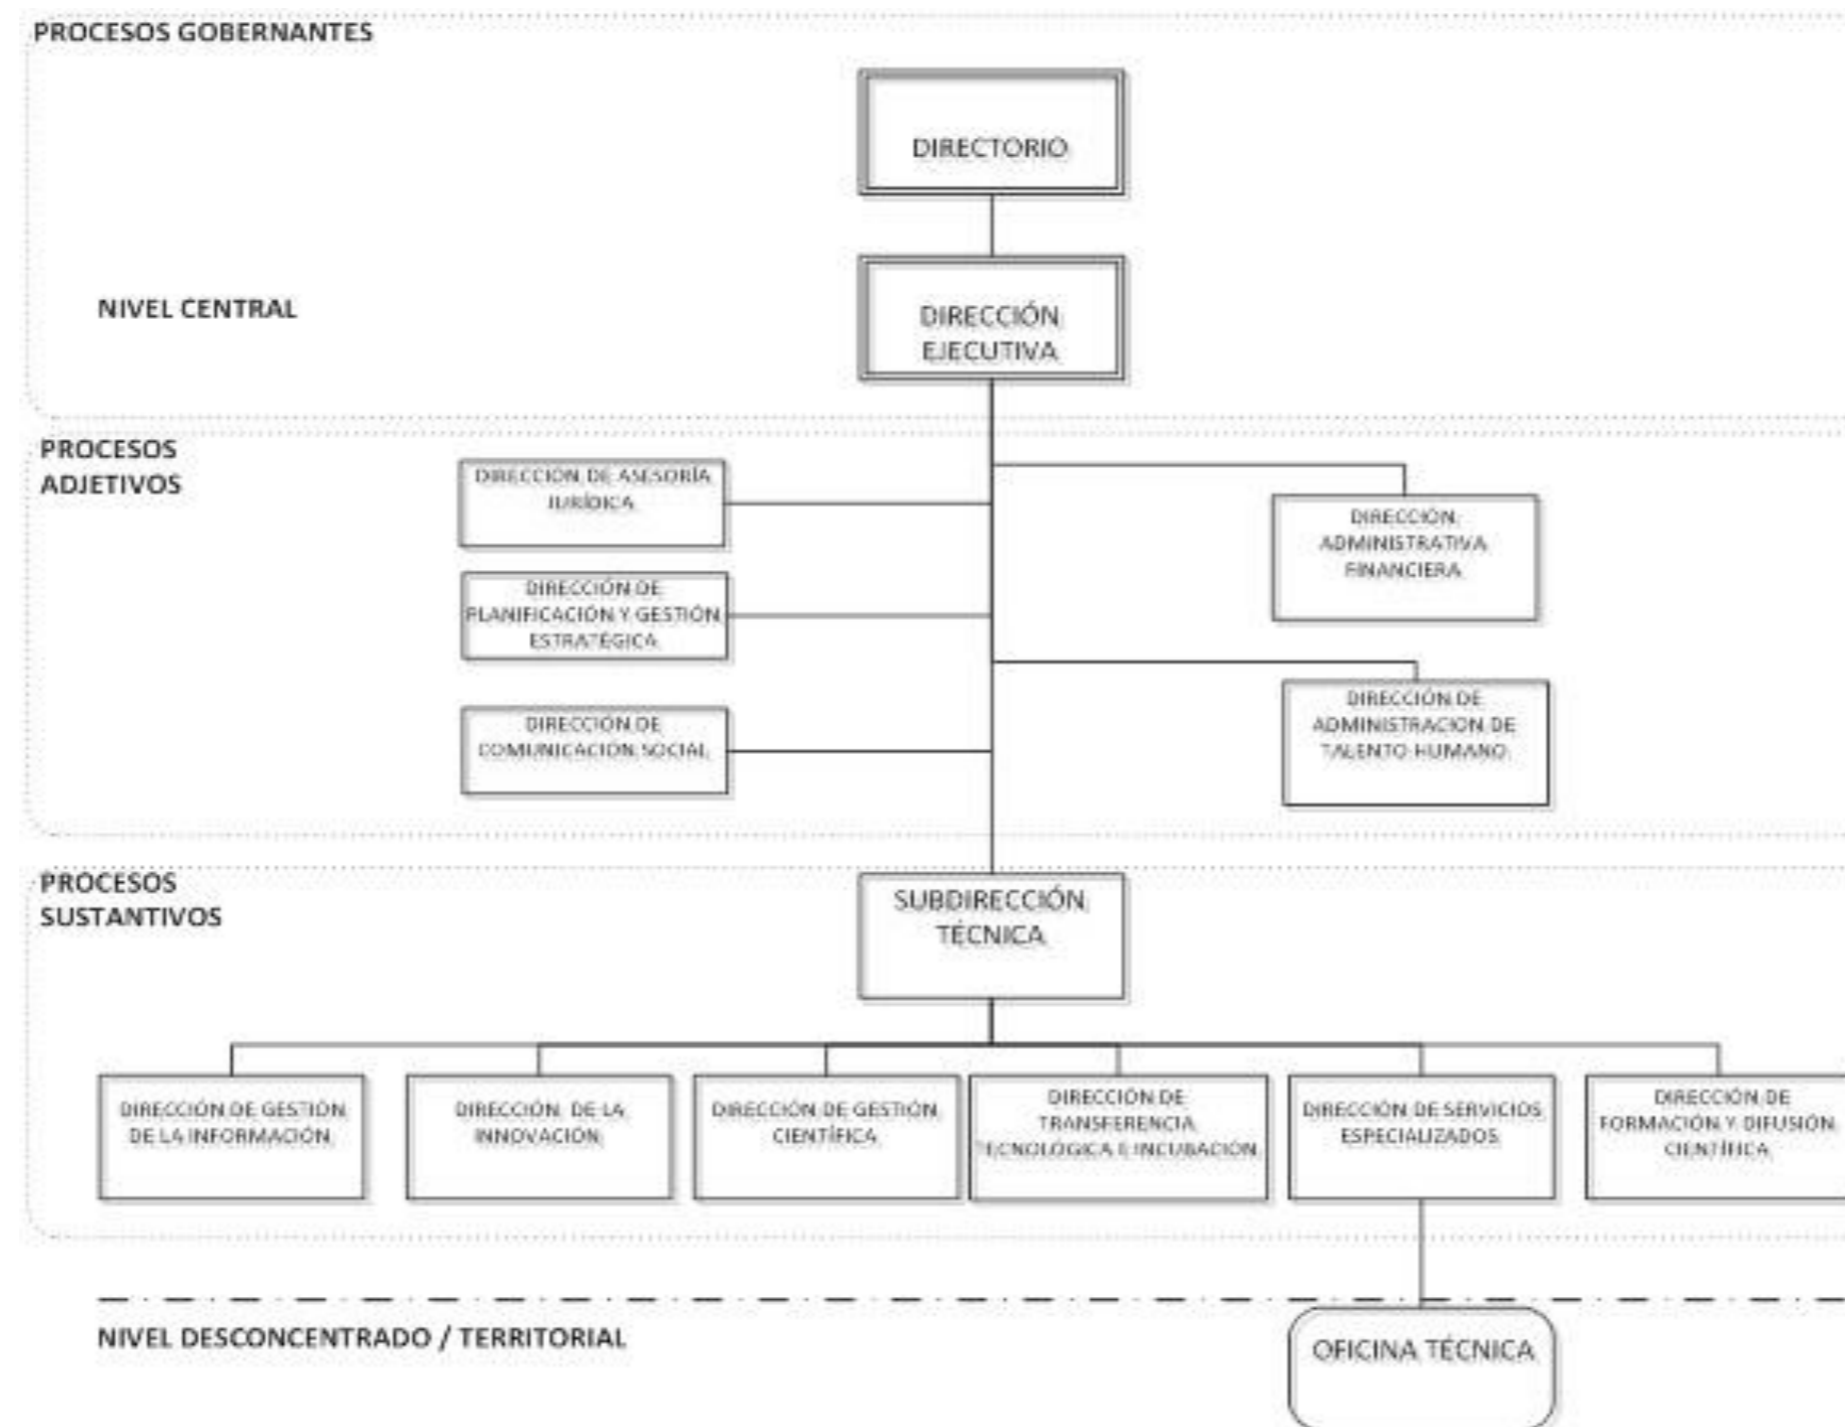 PROCESOS GOBERNANTES
DIRECTORIO
NIVEL CENTRAL
DIRECCIÓN
EJECUTIVA
PROCESOS
ADJETIVOS
DIRECCIÓN DE ASESORÍA
JURÍDICA
DIRECCIÓN
ADMINISTRATIVA
FINANCIERA
DIRECCIÓN DE
PLANIFICACIÓN Y GESTIÓN
ESTRATÉGICA
DIRECCIÓN DE
ADMINISTRACION DE
TALENTO HUMANO
DIRECCIÓN DE
COMUNICACIÓN SOCIAL
PROCESOS
SUSTANTIVOS
SUBDIRECCIÓN
TÉCNICA
DIRECCIÓN DE GESTIÓN
DE LA INFORMACIÓN
DIRECCIÓN DE LA
INNOVACIÓN
DIRECCIÓN DE GESTIÓN
CIENTÍFICA
DIRECCIÓN DE
TRANSFERENCIA
TECNOLÓGICA E INCUBACIÓN
DIRECCIÓN DE SERVICIOS
ESPECIALIZADOS
DIRECCIÓN DE
FORMACIÓN Y DIFUSIÓN
CIENTÍFICA
NIVEL DESCONCENTRADO / TERRITORIAL
OFICINA TÉCNICA